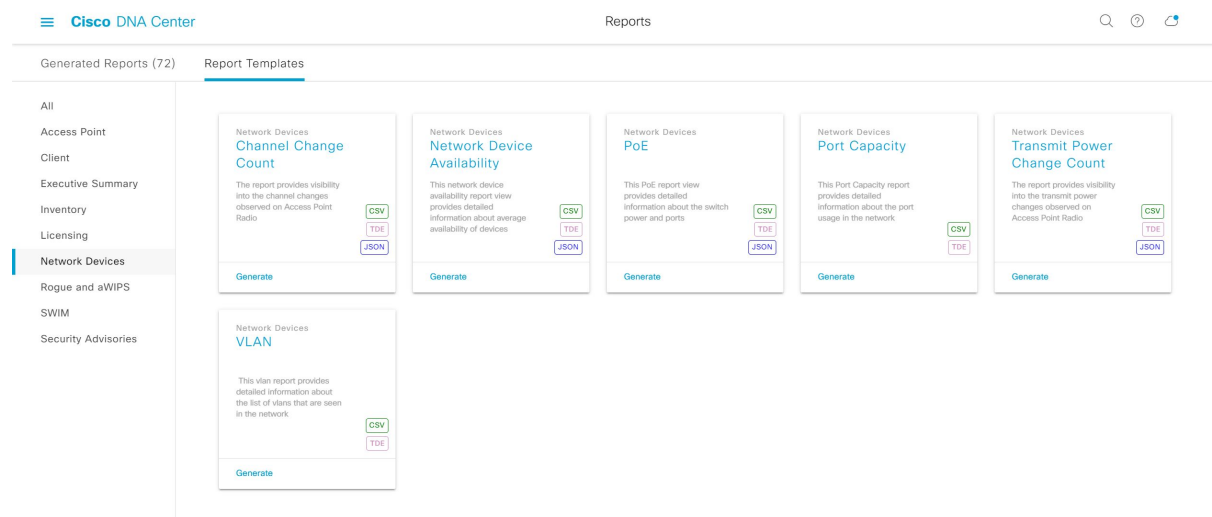 Cisco DNA Center
Reports
Generated Reports (72)
Report Templates
All
Access Point
Client
Executive Summary
Inventory
Licensing
Network Devices
Rogue and aWIPS
SWIM
Security Advisories
Network Devices
Channel Change
Count
The report provides visibility
into the channel changes
observed on Access Point
Radio
CSV
TDE
JSON
Generate
Network Devices
Network Device
Availability
This network device
availability report view
provides detailed
information about average
availability of devices
CSV
TDE
JSON
Generate
Network Devices
PoE
This PoE report view
provides detailed
information about the switch
power and ports
CSV
TDE
JSON
Generate
Network Devices
Port Capacity
This Port Capacity report
provides detailed
information about the port
usage in the network
CSV
TDE
Generate
Network Devices
Transmit Power
Change Count
The report provides visibility
into the transmit power
changes observed on
Access Point Radio
CSV
TDE
JSON
Generate
Network Devices
VLAN
This vlan report provides
detailed information about
the list of vlans that are seen
in the network
CSV
TDE
Generate